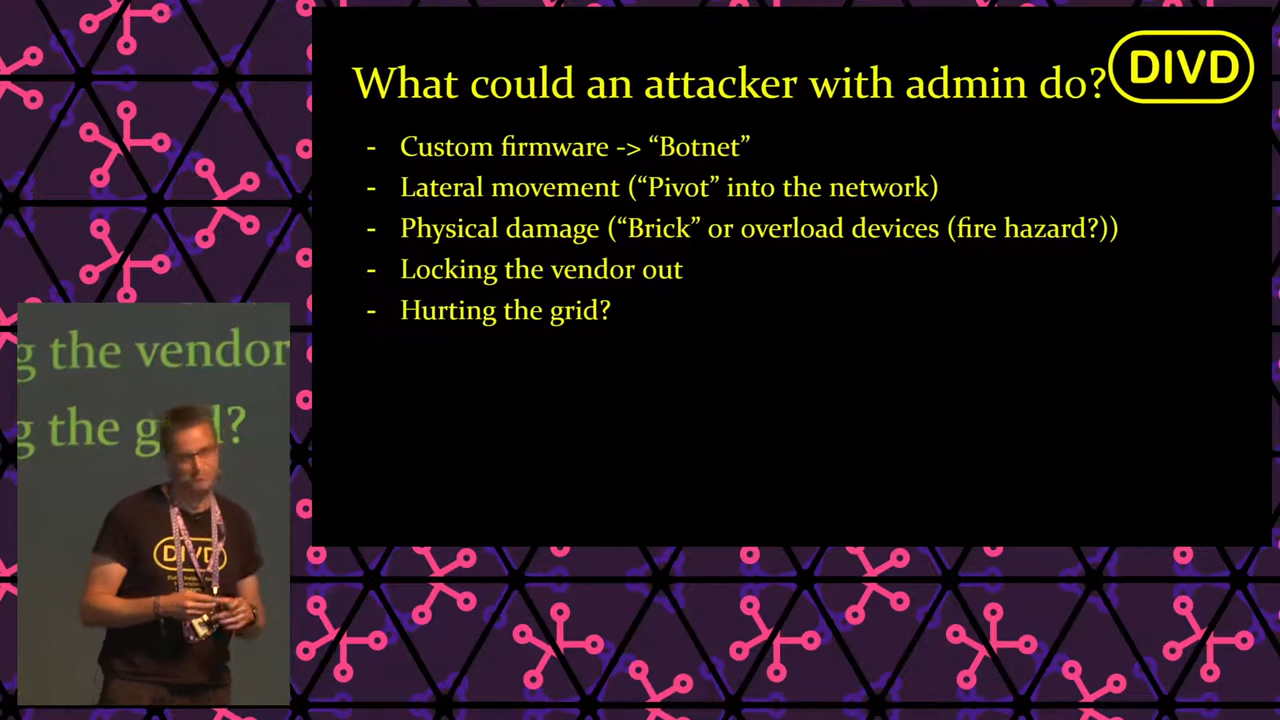 What could an attacker with admin do?
DIVD
- Custom firmware -> “Botnet”
- Lateral movement (“Pivot” into the network)
- Physical damage (“Brick” or overload devices (fire hazard?))
- Locking the vendor out
- Hurting the grid?
g the vendor
g the g d?
DIVD